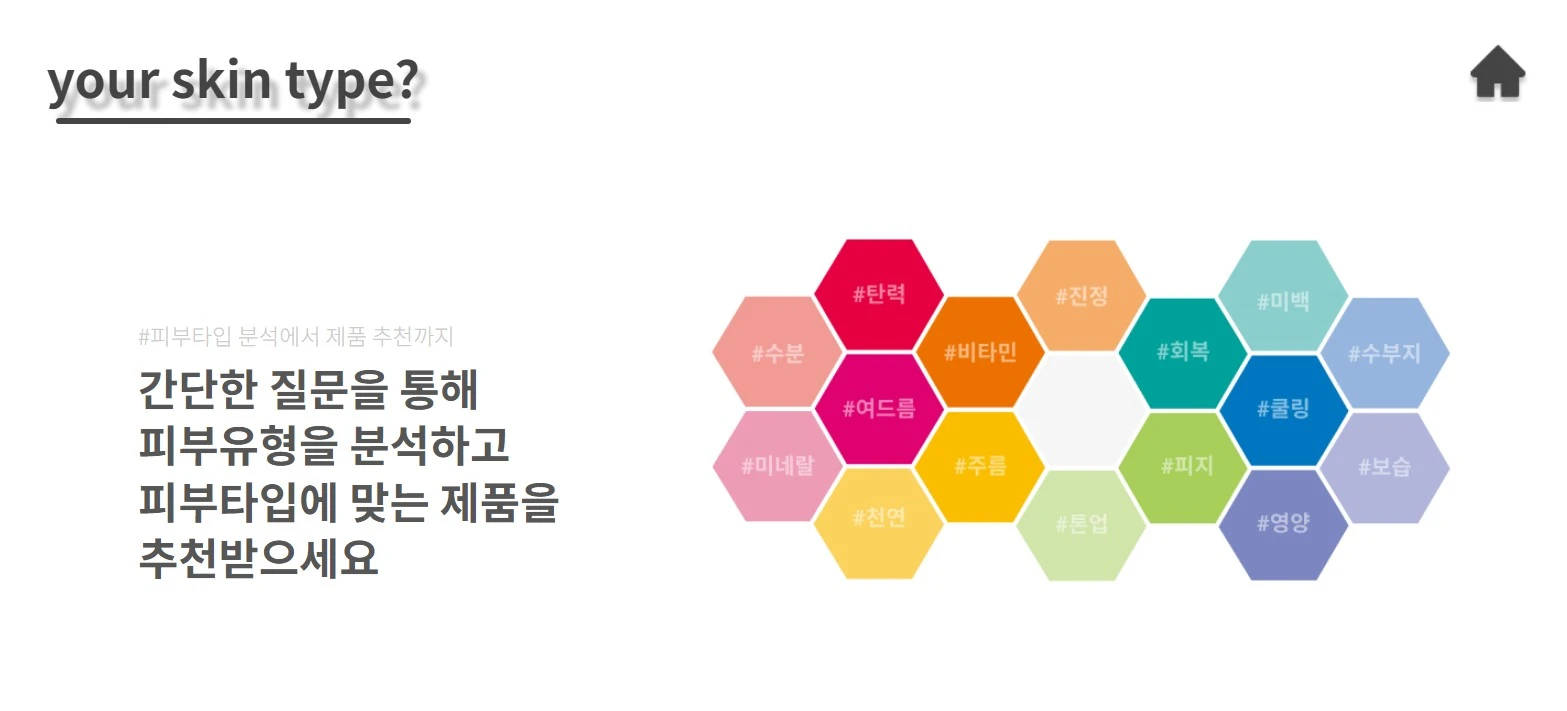 your skin type?
#피부타입 분석에서 제품 추천까지
간단한 질문을 통해
피부유형을 분석하고
피부타입에 맞는 제품을
추천받으세요
#탄력
#진정
#미백
#수분
#비타민
#회복
#수부지
#여드름
#쿨링
#미네랄
#주름
#피지
#보습
#천연
#톤업
#영양